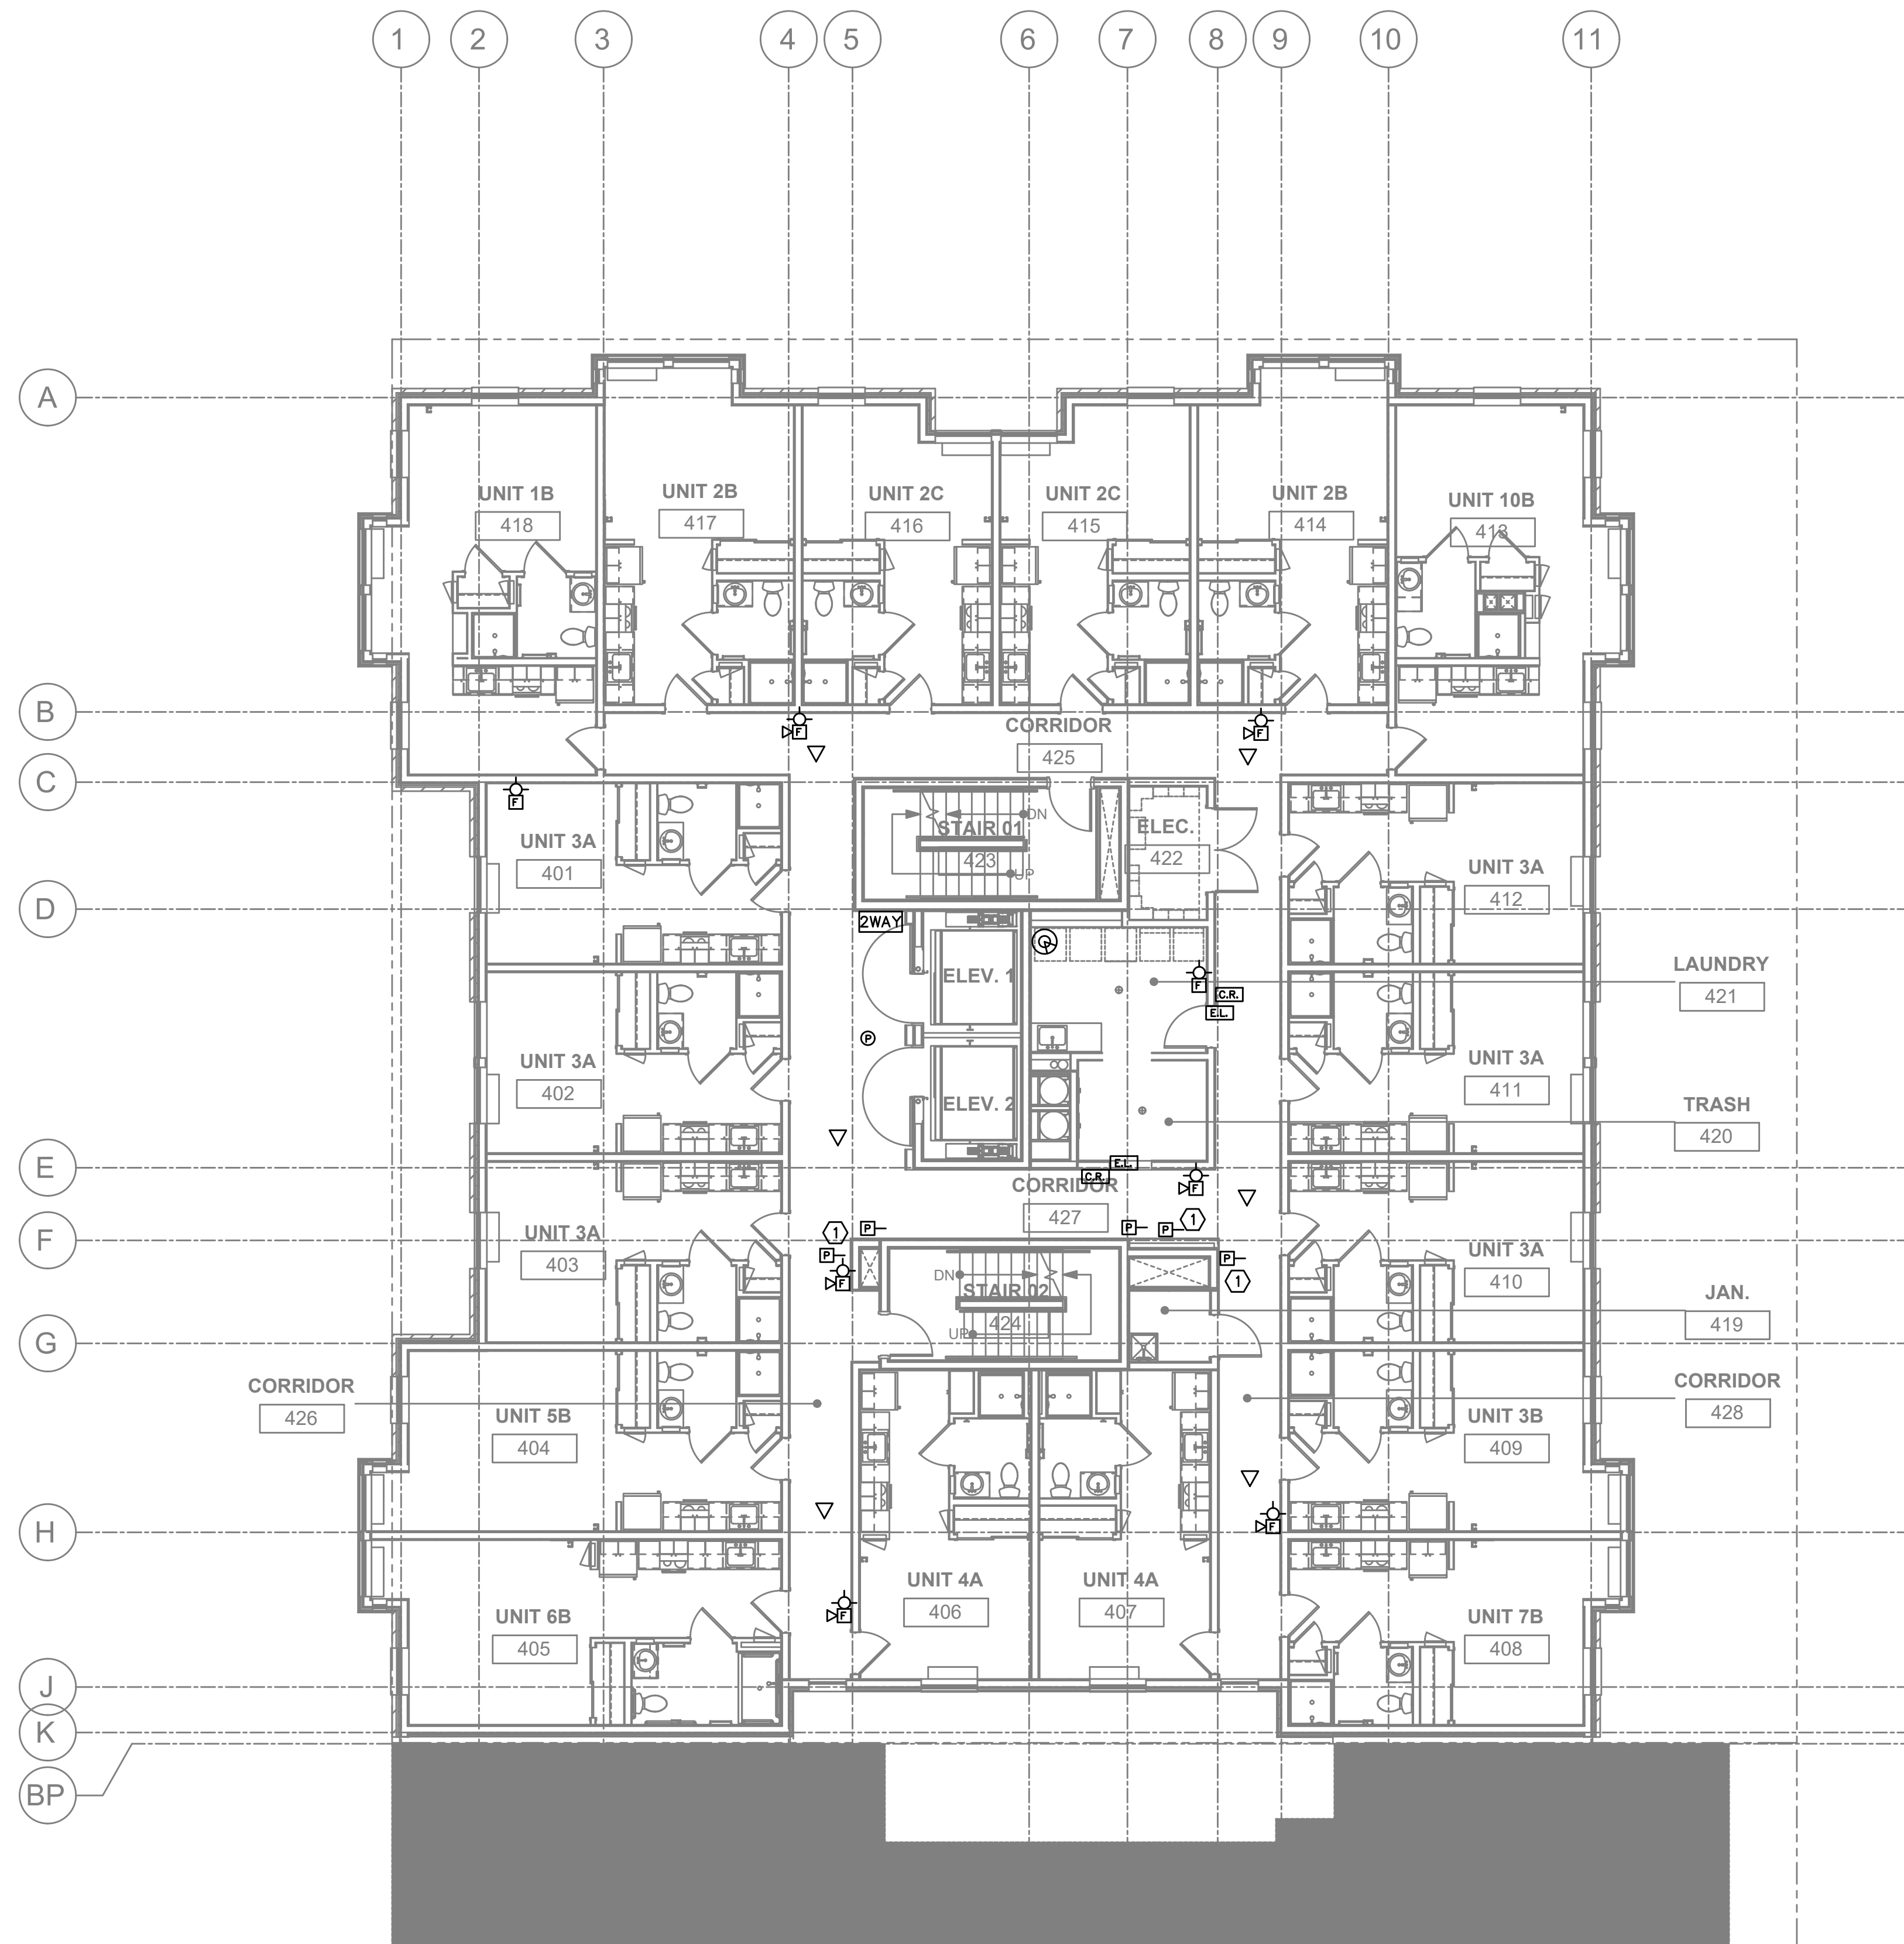 1 2 3 4 5 6 7 8 9 10 11
A
UNIT 1B
418
UNIT 2B
417
UNIT 2C
416
UNIT 2C
415
UNIT 2B
414
UNIT 10B
413
B
F
F
CORRIDOR
425
C
F
UNIT 3A
401
STAIR 01
423
DN
UP
ELEC.
422
UNIT 3A
412
D
2WAY
ELEV. 1
F
C.R.
E.L.
LAUNDRY
421
P
UNIT 3A
402
ELEV. 2
UNIT 3A
411
TRASH
420
E
E.L.
C.R.
F
CORRIDOR
427
F
UNIT 3A
403
1
P
P
F
P
P
1
P
1
UNIT 3A
410
DN
STAIR 02
424
UP
JAN.
419
G
CORRIDOR
426
UNIT 5B
404
UNIT 3B
409
CORRIDOR
428
H
F
UNIT 6B
405
F
UNIT 4A
406
UNIT 4A
407
UNIT 7B
408
J
K
BP